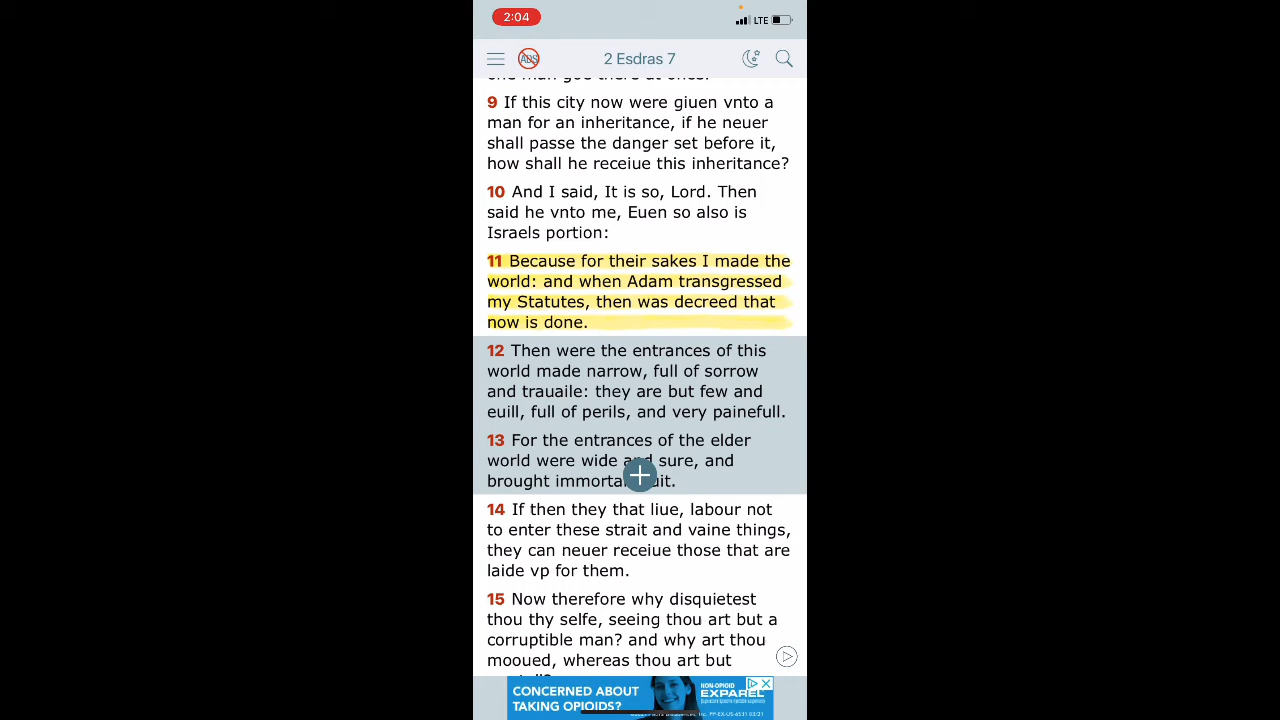 2:04
LTE
ADS
2 Esdras 7
9 If this city now were giuen vnto a
man for an inheritance, if he neuer
shall passe the danger set before it,
how shall he receiue this inheritance?
10 And I said, It is so, Lord. Then
said he vnto me, Euen so also is
Israels portion:
11 Because for their sakes I made the
world: and when Adam transgressed
my Statutes, then was decreed that
now is done.
12 Then were the entrances of this
world made narrow, full of sorrow
and trauaile: they are but few and
euill, full of perils, and very painefull.
13 For the entrances of the elder
world were wide and sure, and
brought
14 If then they that liue, labour not
to enter these strait and vaine things,
they can neuer receiue those that are
laide vp for them.
15 Now therefore why disquietest
thou thy selfe, seeing thou art but a
corruptible man? and why art thou
mooued, whereas thou art but
CONCERNED ABOUT
TAKING OPIOIDS?
NON-OPIOID
EXPAREL